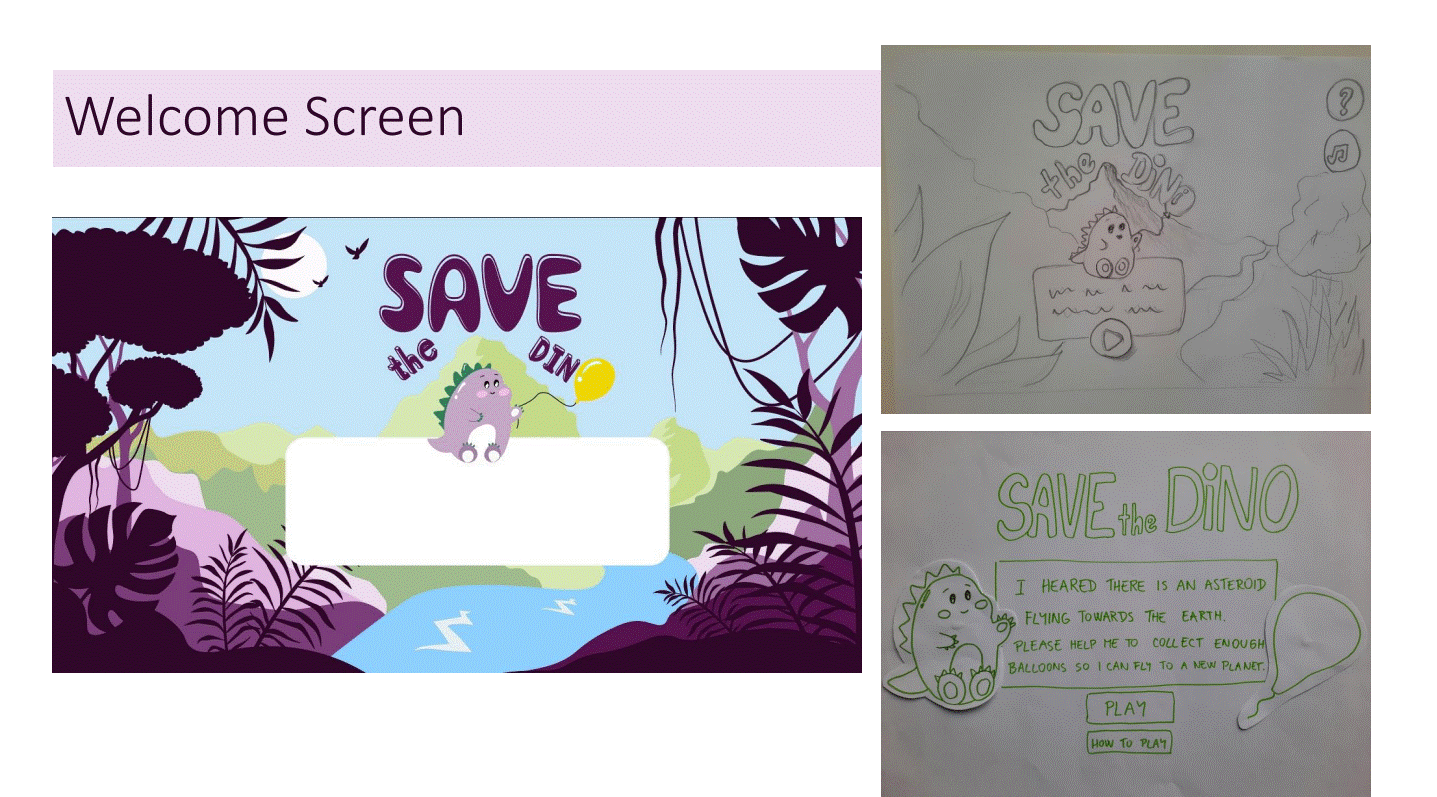 Welcome Screen
SAVE
the DIN
SAVE
the DiNO
?
SAVE the DiNO
I HEARED THERE IS AN ASTEROID
FLYING TOWARDS THE EARTH.
PLEASE HELP ME TO COLLECT ENOUGH
BALLOONS SO I CAN FLY TO A NEW PLANET.
PLAY
HOW TO PLAY